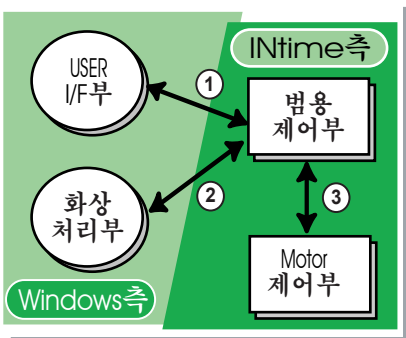 INtime측
USER
I/F부
①
범용
제어부
화상
처리부
②
③
Motor
제어부
Windows측